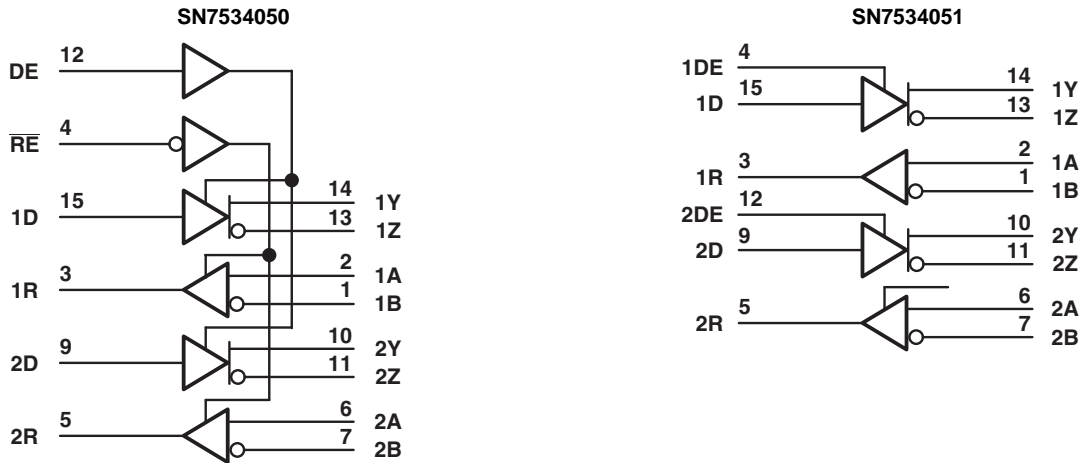 SN7534050
DE 12
RE 4
1D 15
14 1Y
13 1Z
1R 3
2 1A
1 1B
2D 9
10 2Y
11 2Z
2R 5
6 2A
7 2B
SN7534051
1DE 4
1D 15
14 1Y
13 1Z
1R 3
2 1A
1 1B
2DE 12
2D 9
10 2Y
11 2Z
2R 5
6 2A
7 2B